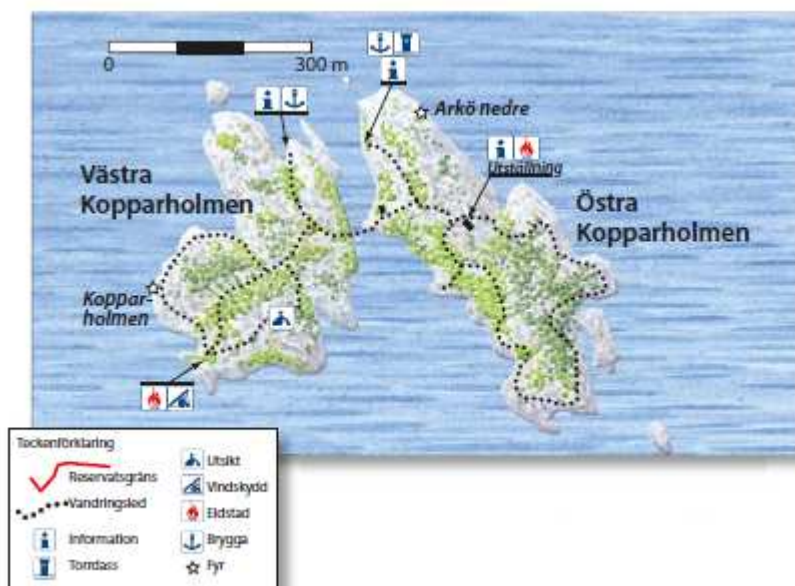 0 300 m
Arkö nedre
Utställning
Västra
Kopparholmen
Östra
Kopparholmen
Koppar-
holmen
Teckenförklaring
Reservatsgräns
Vandringsled
Information
Torrdass
Utsikt
Vindskydd
Eldstad
Brygga
Fyr